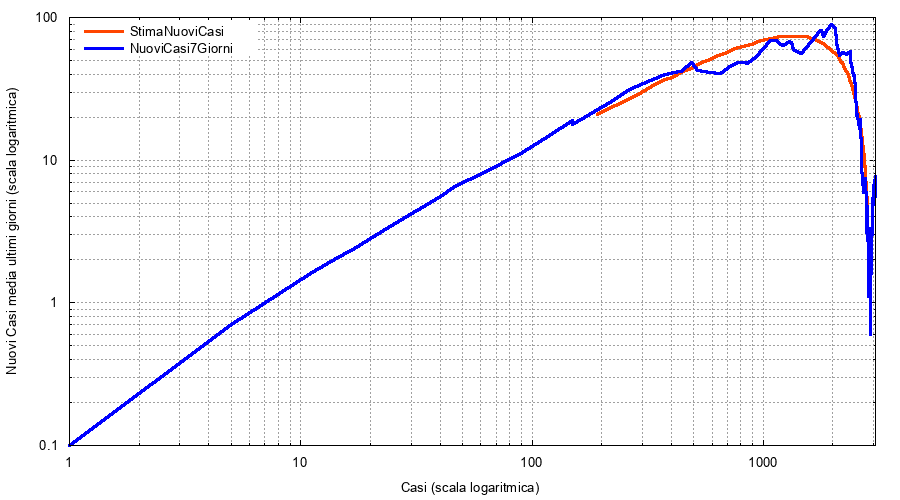 100
10
1
0.1
1
10
100
1000
Nuovi Casi media ultimi giorni (scala logaritmica)
Casi (scala logaritmica)
StimaNuoviCasi
NuoviCasi7Giorni